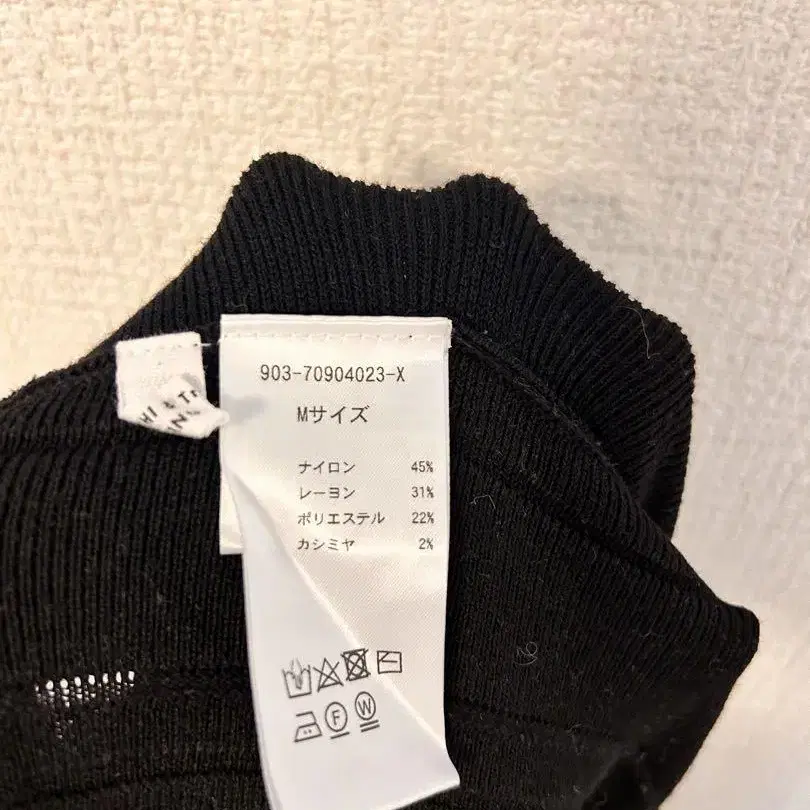 903-70904023-X
Mサイズ
ナイロン 45%
レーヨン 31%
ポリエステル 22%
カシミヤ 2%
F W